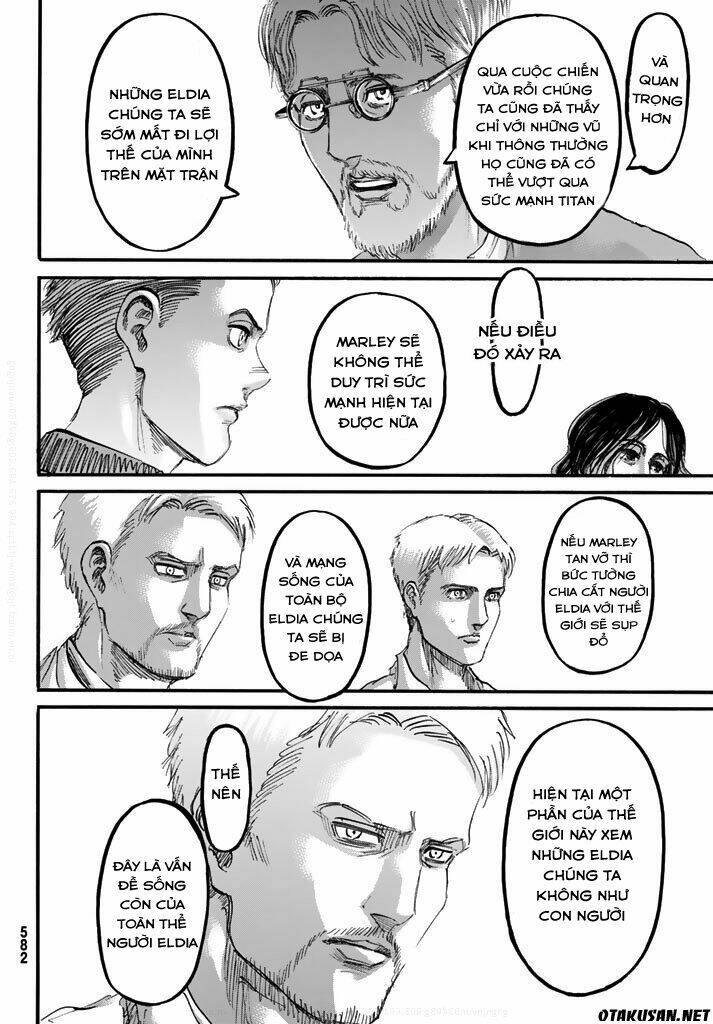 VÀ
QUAN
TRỌNG
HƠN
QUA CUỘC CHIẾN
VỪA RỒI CHÚNG
TA CŨNG ĐÃ THẤY
CHỈ VỚI NHỮNG VŨ
KHI THÔNG THƯỜNG
HỌ CŨNG ĐÃ CÓ
THỂ VƯỢT QUA
SỨC MẠNH TITAN
NHỮNG ELDIA
CHÚNG TA SẼ
SỚM MẤT ĐI LỢI
THẾ CỦA MÌNH
TRÊN MẶT TRẬN
NẾU ĐIỀU
ĐÓ XẢY RA
MARLEY SẼ
KHÔNG THỂ
DUY TRÌ SỨC
MẠNH HIỆN TẠI
ĐƯỢC NỮA
NẾU MARLEY
TAN VỠ THÌ
BỨC TƯỜNG
CHIA CẮT NGƯỜI
ELDIA VỚI THẾ
GIỚI SẼ SỤP
ĐỔ
VÀ MẠNG
SỐNG CỦA
TOÀN BỘ
ELDIA CHÚNG
TA SẼ BỊ
ĐE DỌA
HIỆN TẠI MỘT
PHẦN CỦA THẾ
GIỚI NÀY XEM
NHỮNG ELDIA
CHÚNG TA
KHÔNG NHƯ
CON NGƯỜI
THẾ
NÊN
ĐÂY LÀ VẤN
ĐỀ SỐNG
CÒN CỦA
TOÀN THỂ
NGƯỜI ELDIA
582
OTAKUSAN.NET